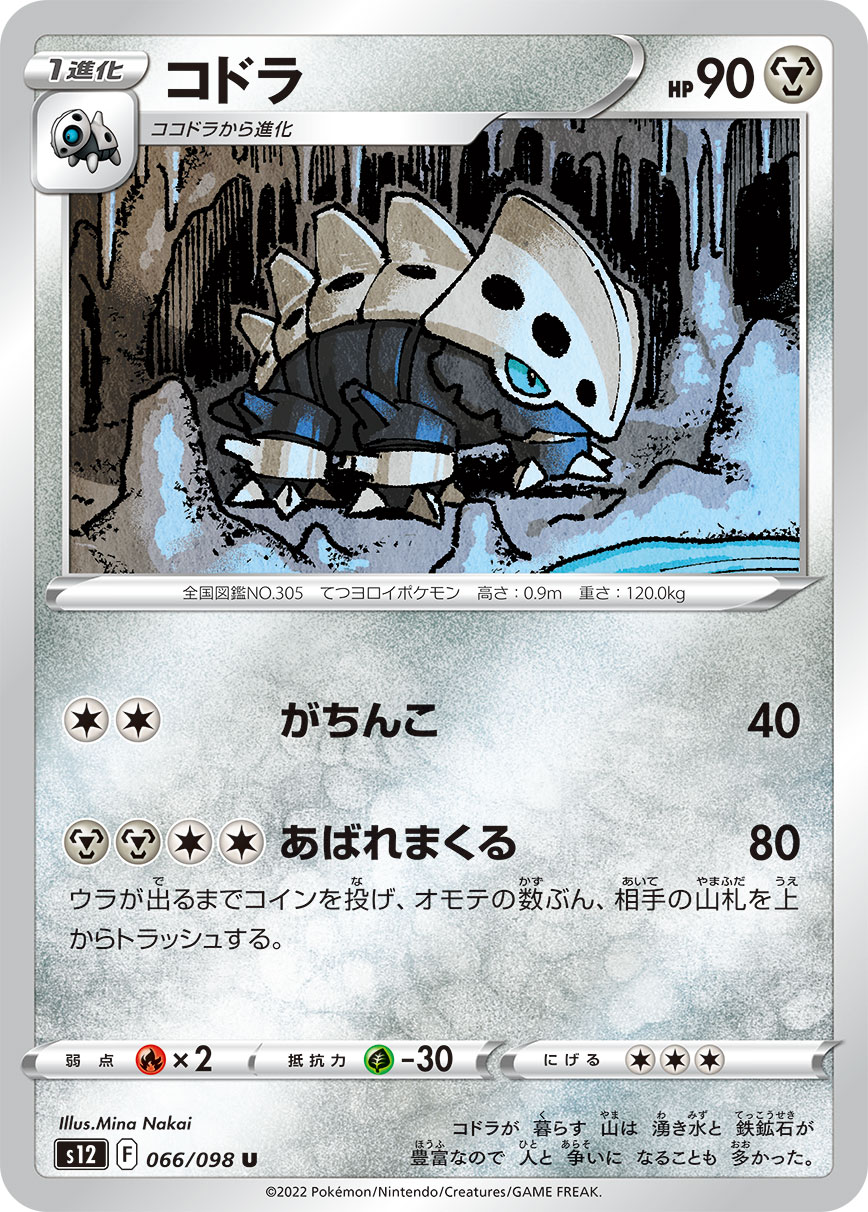 1進化
コドラ
HP90
ココドラから進化
全国図鑑NO.305 てつヨロイポケモン 高さ:0.9m 重さ:120.0kg
がちんこ 40
あばれまくる 80
ウラが出るまでコインを投げ、オモテの数ぶん、相手の山札を上
からトラッシュする。
弱点 ×2 抵抗力 -30 にげる
Illus.Mina Nakai
s12 F 066/098 U
コドラが 暮らす 山は 湧き水と 鉄鉱石が
豊富なので 人と 争いに なることも 多かった。
©2022 Pokémon/Nintendo/Creatures/GAME FREAK.